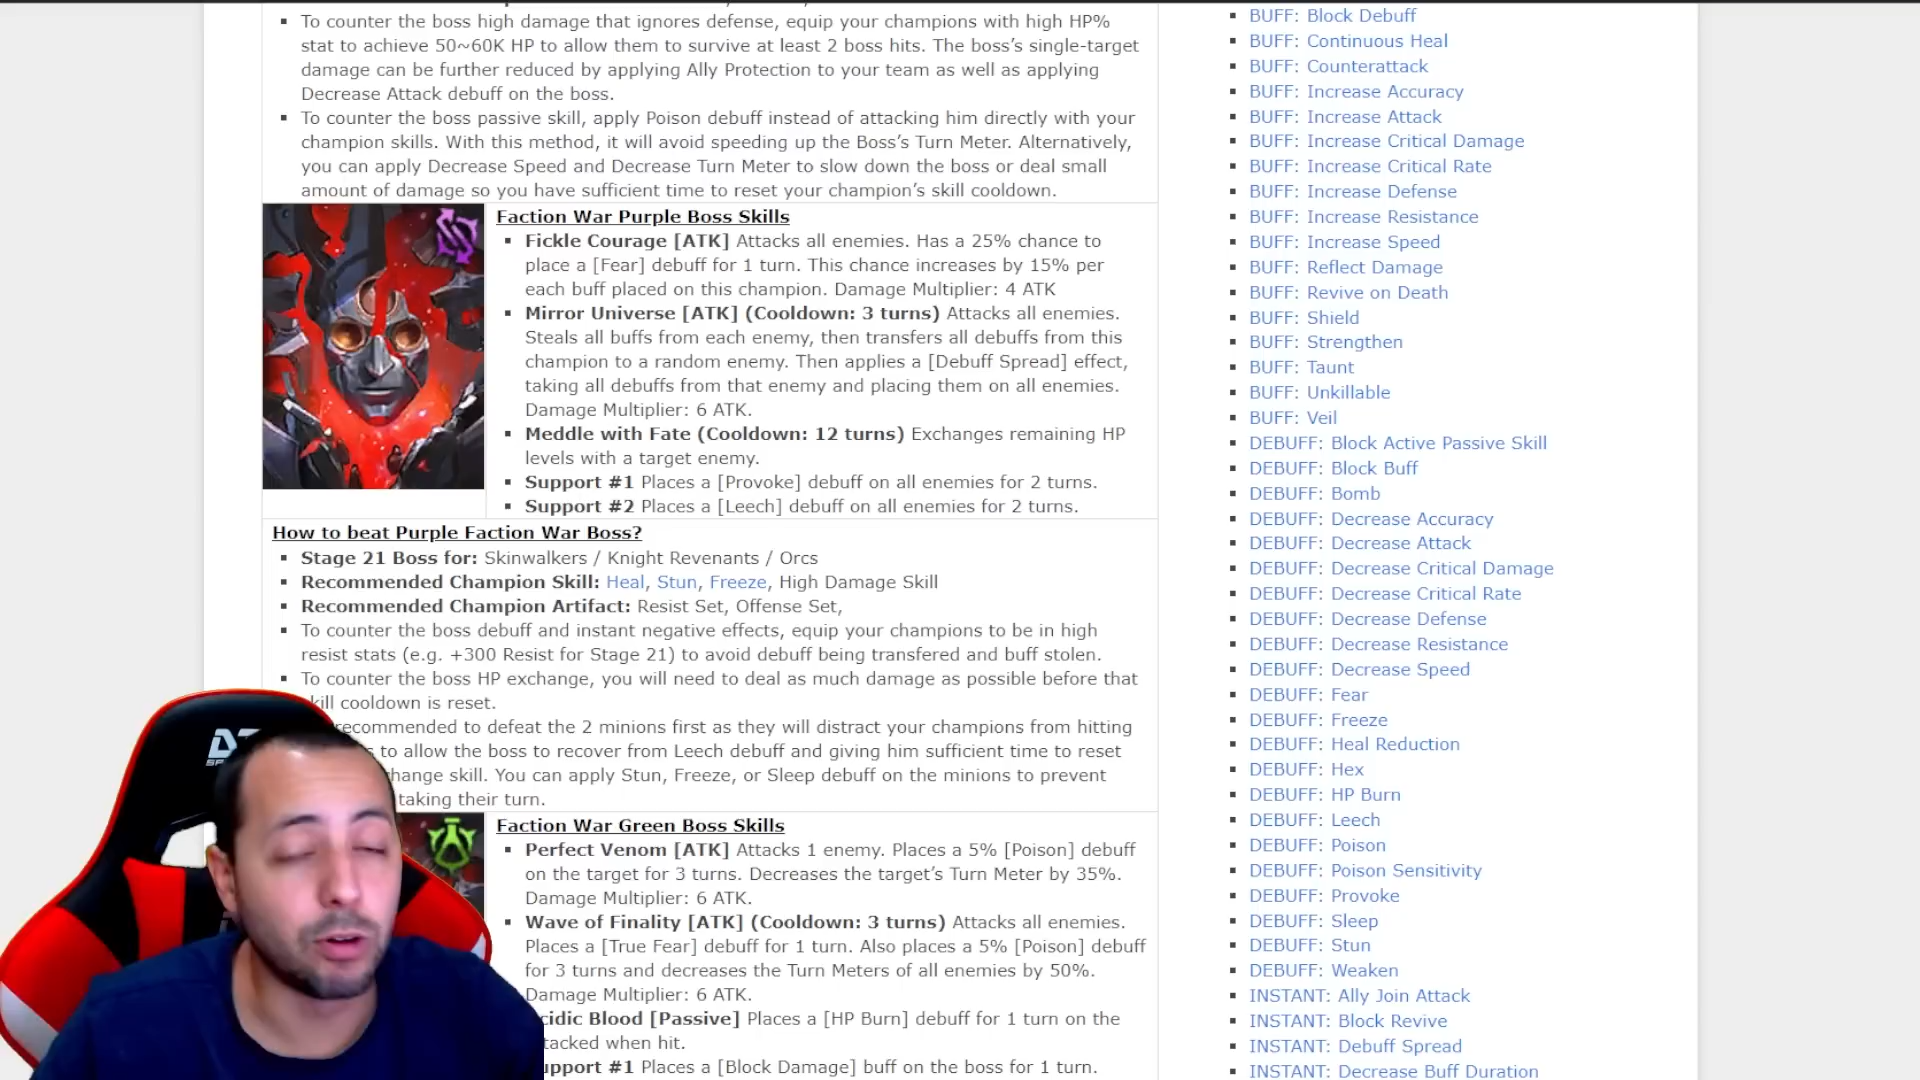 To counter the boss high damage that ignores defense, equip your champions with high HP%
stat to achieve 50~60K HP to allow them to survive at least 2 boss hits. The boss's single-target
damage can be further reduced by applying Ally Protection to your team as well as applying
Decrease Attack debuff on the boss.
To counter the boss passive skill, apply Poison debuff instead of attacking him directly with your
champion skills. With this method, it will avoid speeding up the Boss's Turn Meter. Alternatively,
you can apply Decrease Speed and Decrease Turn Meter to slow down the boss or deal small
amount of damage so you have sufficient time to reset your champion's skill cooldown.
Faction War Purple Boss Skills
Fickle Courage [ATK] Attacks all enemies. Has a 25% chance to
place a [Fear] debuff for 1 turn. This chance increases by 15% per
each buff placed on this champion. Damage Multiplier: 4 ATK
Mirror Universe [ATK] (Cooldown: 3 turns) Attacks all enemies.
Steals all buffs from each enemy, then transfers all debuffs from this
champion to a random enemy. Then applies a [Debuff Spread] effect,
taking all debuffs from that enemy and placing them on all enemies.
Damage Multiplier: 6 ATK.
Meddle with Fate (Cooldown: 12 turns) Exchanges remaining HP
levels with a target enemy.
Support #1 Places a [Provoke] debuff on all enemies for 2 turns.
Support #2 Places a [Leech] debuff on all enemies for 2 turns.
How to beat Purple Faction War Boss?
Stage 21 Boss for: Skinwalkers / Knight Revenants / Orcs
Recommended Champion Skill: Heal, Stun, Freeze, High Damage Skill
Recommended Champion Artifact: Resist Set, Offense Set,
To counter the boss debuff and instant negative effects, equip your champions to be in high
resist stats (e.g. +300 Resist for Stage 21) to avoid debuff being transfered and buff stolen.
To counter the boss HP exchange, you will need to deal as much damage as possible before that
kill cooldown is reset.
recommended to defeat the 2 minions first as they will distract your champions from hitting
to allow the boss to recover from Leech debuff and giving him sufficient time to reset
change skill. You can apply Stun, Freeze, or Sleep debuff on the minions to prevent
taking their turn.
Faction War Green Boss Skills
Perfect Venom [ATK] Attacks 1 enemy. Places a 5% [Poison] debuff
on the target for 3 turns. Decreases the target's Turn Meter by 35%.
Damage Multiplier: 6 ATK.
Wave of Finality [ATK] (Cooldown: 3 turns) Attacks all enemies.
Places a [True Fear] debuff for 1 turn. Also places a 5% [Poison] debuff
for 3 turns and decreases the Turn Meters of all enemies by 50%.
Damage Multiplier: 6 ATK.
cidic Blood [Passive] Places a [HP Burn] debuff for 1 turn on the
tacked when hit.
upport #1 Places a [Block Damage] buff on the boss for 1 turn.
BUFF: Block Debuff
BUFF: Continuous Heal
BUFF: Counterattack
BUFF: Increase Accuracy
BUFF: Increase Attack
BUFF: Increase Critical Damage
BUFF: Increase Critical Rate
BUFF: Increase Defense
BUFF: Increase Resistance
BUFF: Increase Speed
BUFF: Reflect Damage
BUFF: Revive on Death
BUFF: Shield
BUFF: Strengthen
BUFF: Taunt
BUFF: Unkillable
BUFF: Veil
DEBUFF: Block Active Passive Skill
DEBUFF: Block Buff
DEBUFF: Bomb
DEBUFF: Decrease Accuracy
DEBUFF: Decrease Attack
DEBUFF: Decrease Critical Damage
DEBUFF: Decrease Critical Rate
DEBUFF: Decrease Defense
DEBUFF: Decrease Resistance
DEBUFF: Decrease Speed
DEBUFF: Fear
DEBUFF: Freeze
DEBUFF: Heal Reduction
DEBUFF: Hex
DEBUFF: HP Burn
DEBUFF: Leech
DEBUFF: Poison
DEBUFF: Poison Sensitivity
DEBUFF: Provoke
DEBUFF: Sleep
DEBUFF: Stun
DEBUFF: Weaken
INSTANT: Ally Join Attack
INSTANT: Block Revive
INSTANT: Debuff Spread
INSTANT: Decrease Buff Duration